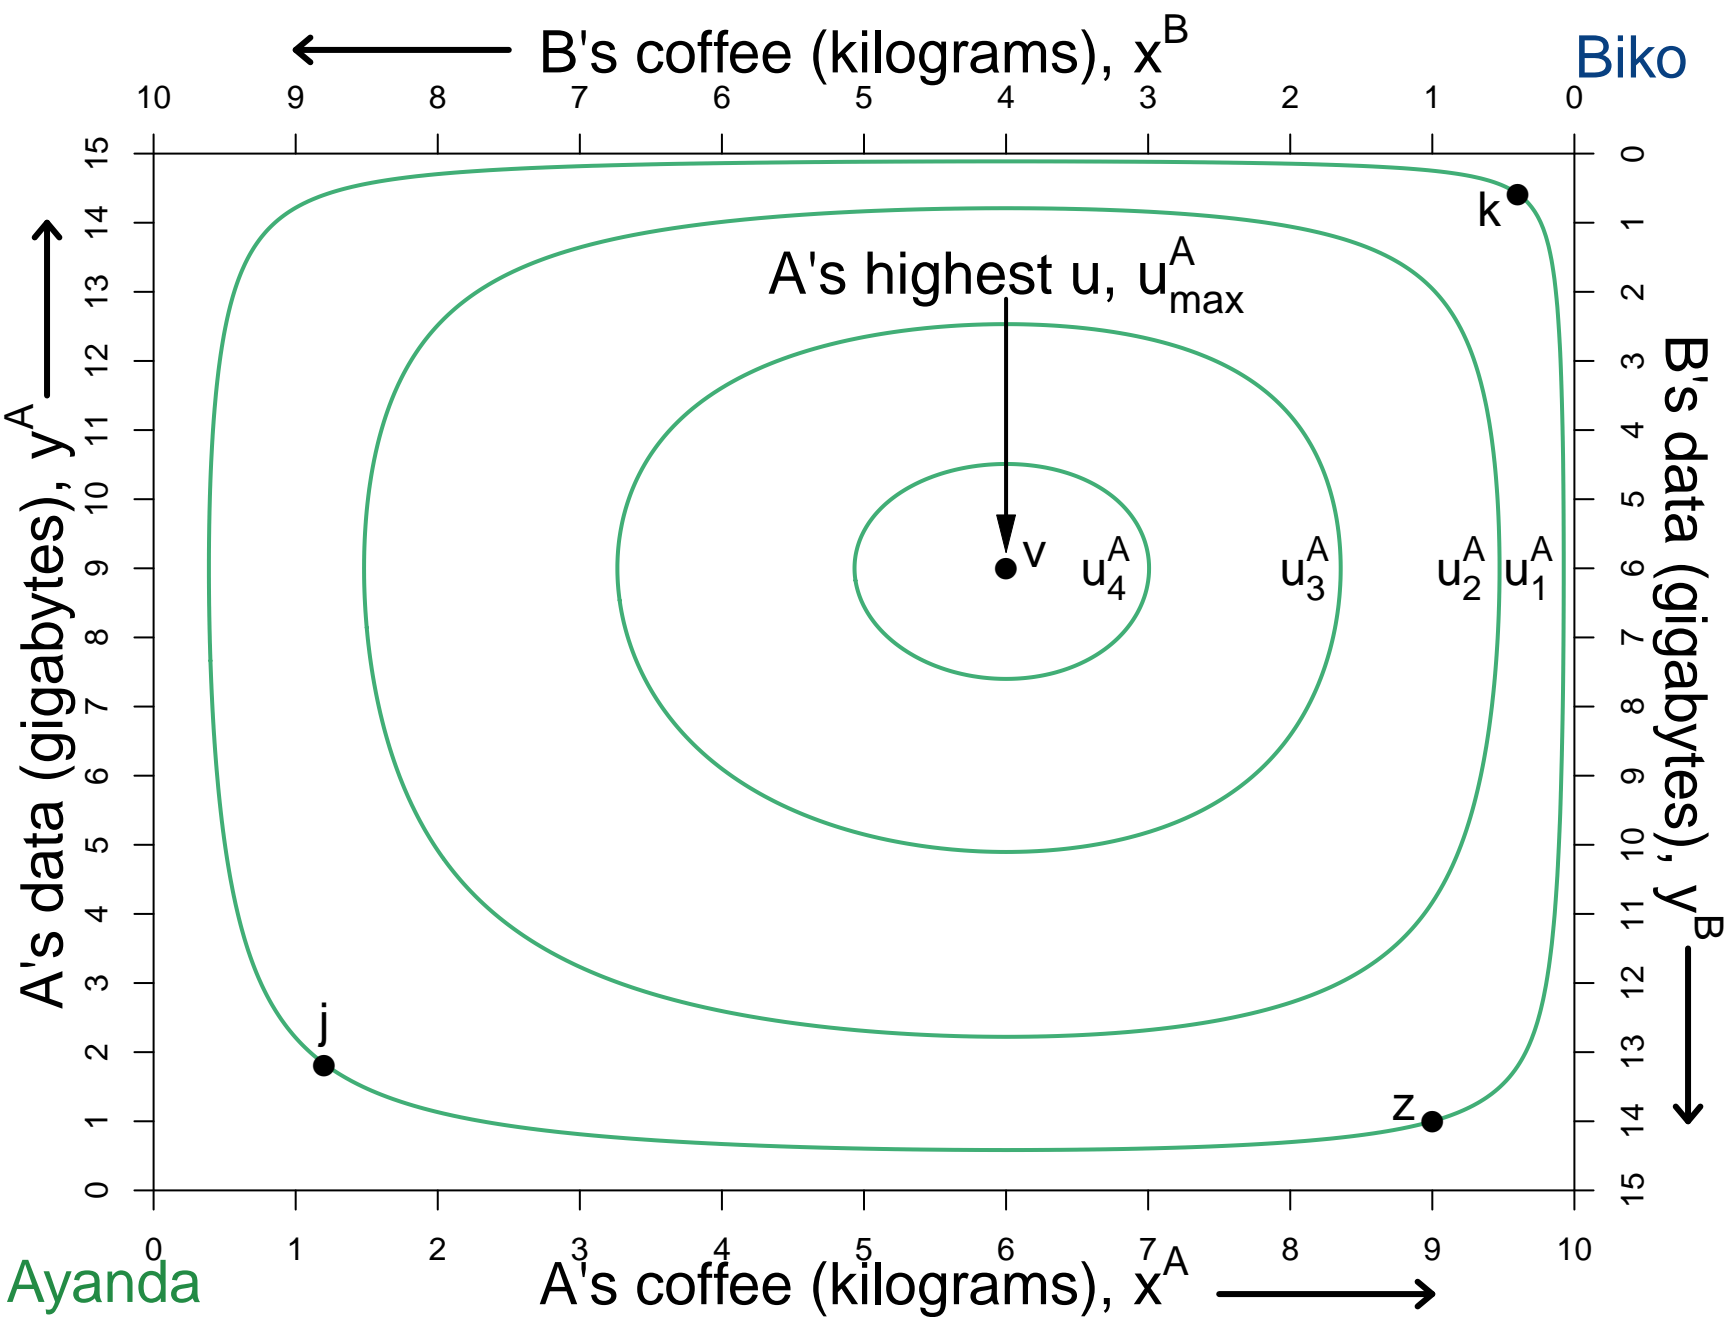 B's coffee (kilograms), x^B
Biko
10 9 8 7 6 5 4 3 2 1 0
15 14 13 12 11 10 9 8 7 6 5 4 3 2 1 0
A's data (gigabytes), y^A
k
A's highest u, u^A_max
v
u^A_4
u^A_3
u^A_2
u^A_1
j
z
0 1 2 3 4 5 6 7 8 9 10 11 12 13 14 15
B's data (gigabytes), y^B
0 1 2 3 4 5 6 7 8 9 10
Ayanda
A's coffee (kilograms), x^A